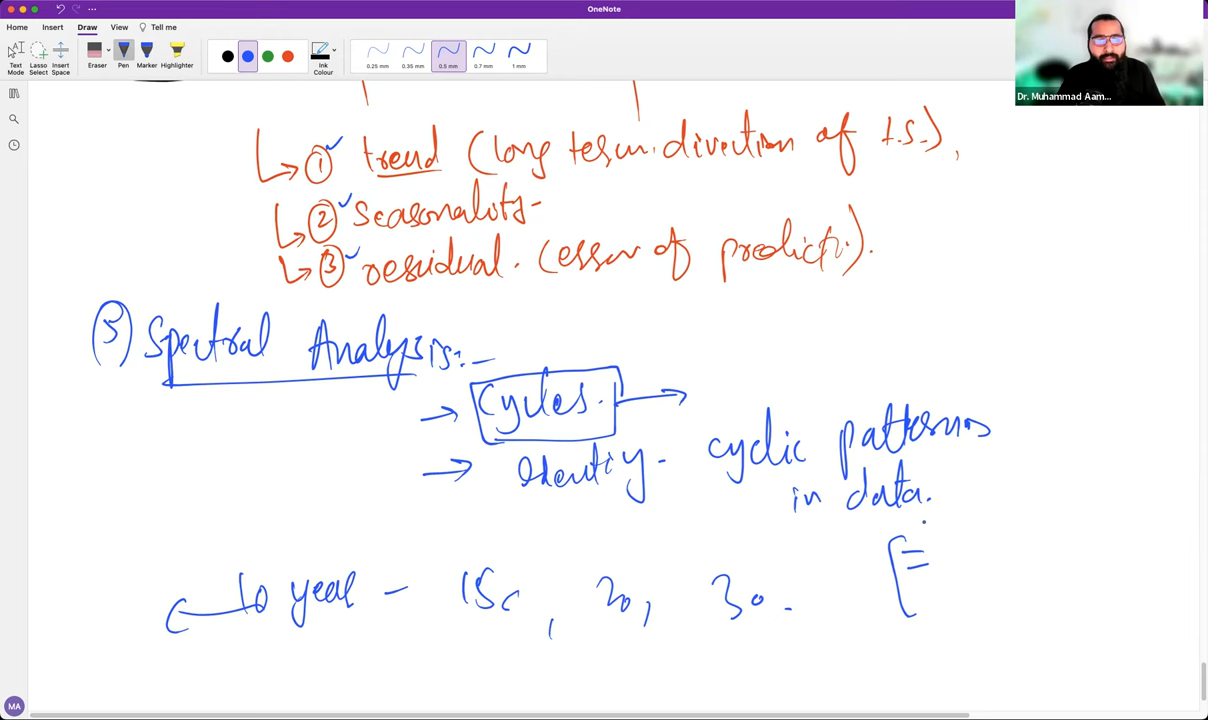 OneNote
Home Insert Draw View Tell me
Text Mode Lasso Select Insert Space Eraser Pen Marker Highlighter Ink Colour 0.25 mm 0.35 mm 0.5 mm 0.7 mm 1 mm
Dr. Muhammad Aam...
① trend (long term direction of t.s.),
② seasonality-
③ residual. (error of predicti.).
(5) Spectral Analysis:-
→ Cycles. →
→ Identiy- cyclic patterns
in data.
10 year - 15, 20, 30.
MA